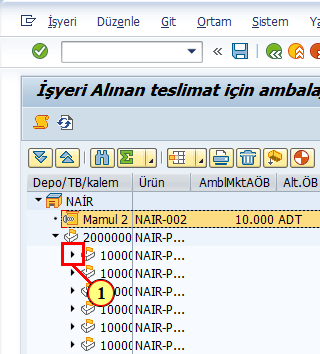 İşyeri Düzenle Git Ortam Sistem Y
İşyeri Alınan teslimat için ambala
Depo/TB/kalem Ürün AmblMktAÖB Alt.ÖB
NAİR
Mamul 2 NAIR-002 10.000 ADT
2000000 NAIR-P...
10000 NAIR-P...
10000 NAIR-P...
1000 NAIR-P...
10000 NAIR-P...
10000 NAIR-P...
10000 NAIR-P...
1